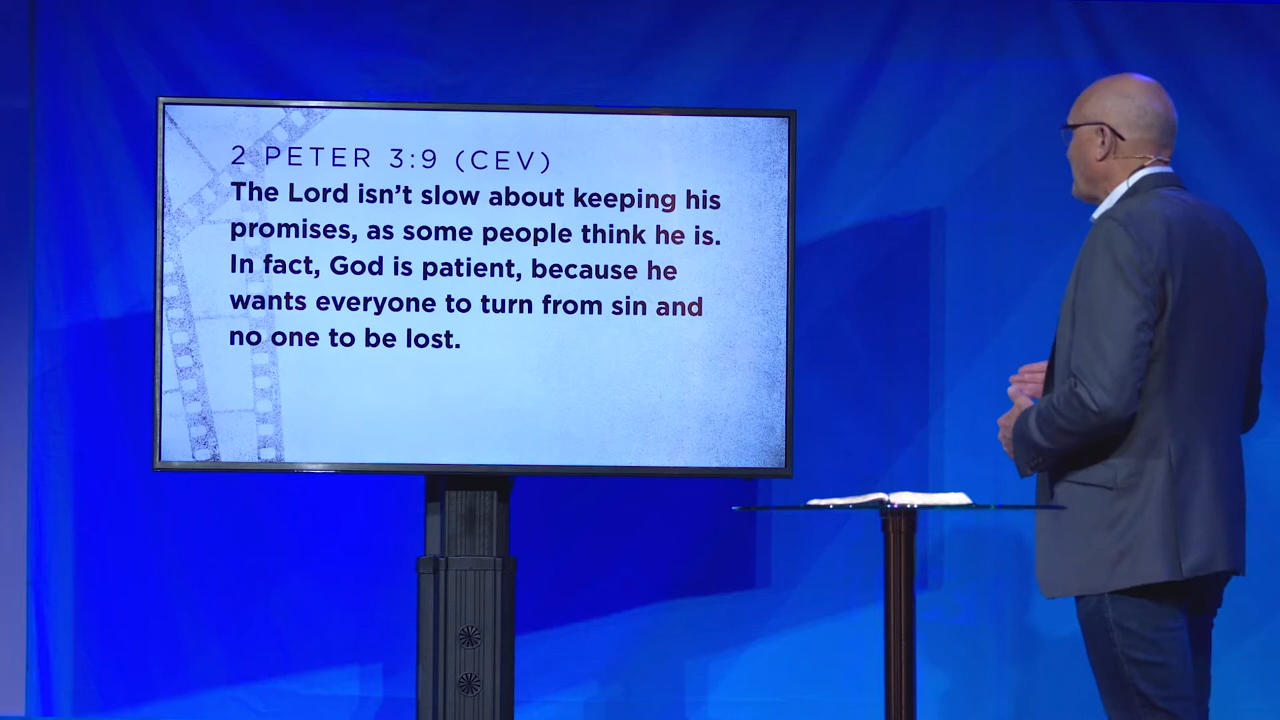 2 PETER 3:9 (CEV)
The Lord isn’t slow about keeping his
promises, as some people think he is.
In fact, God is patient, because he
wants everyone to turn from sin and
no one to be lost.